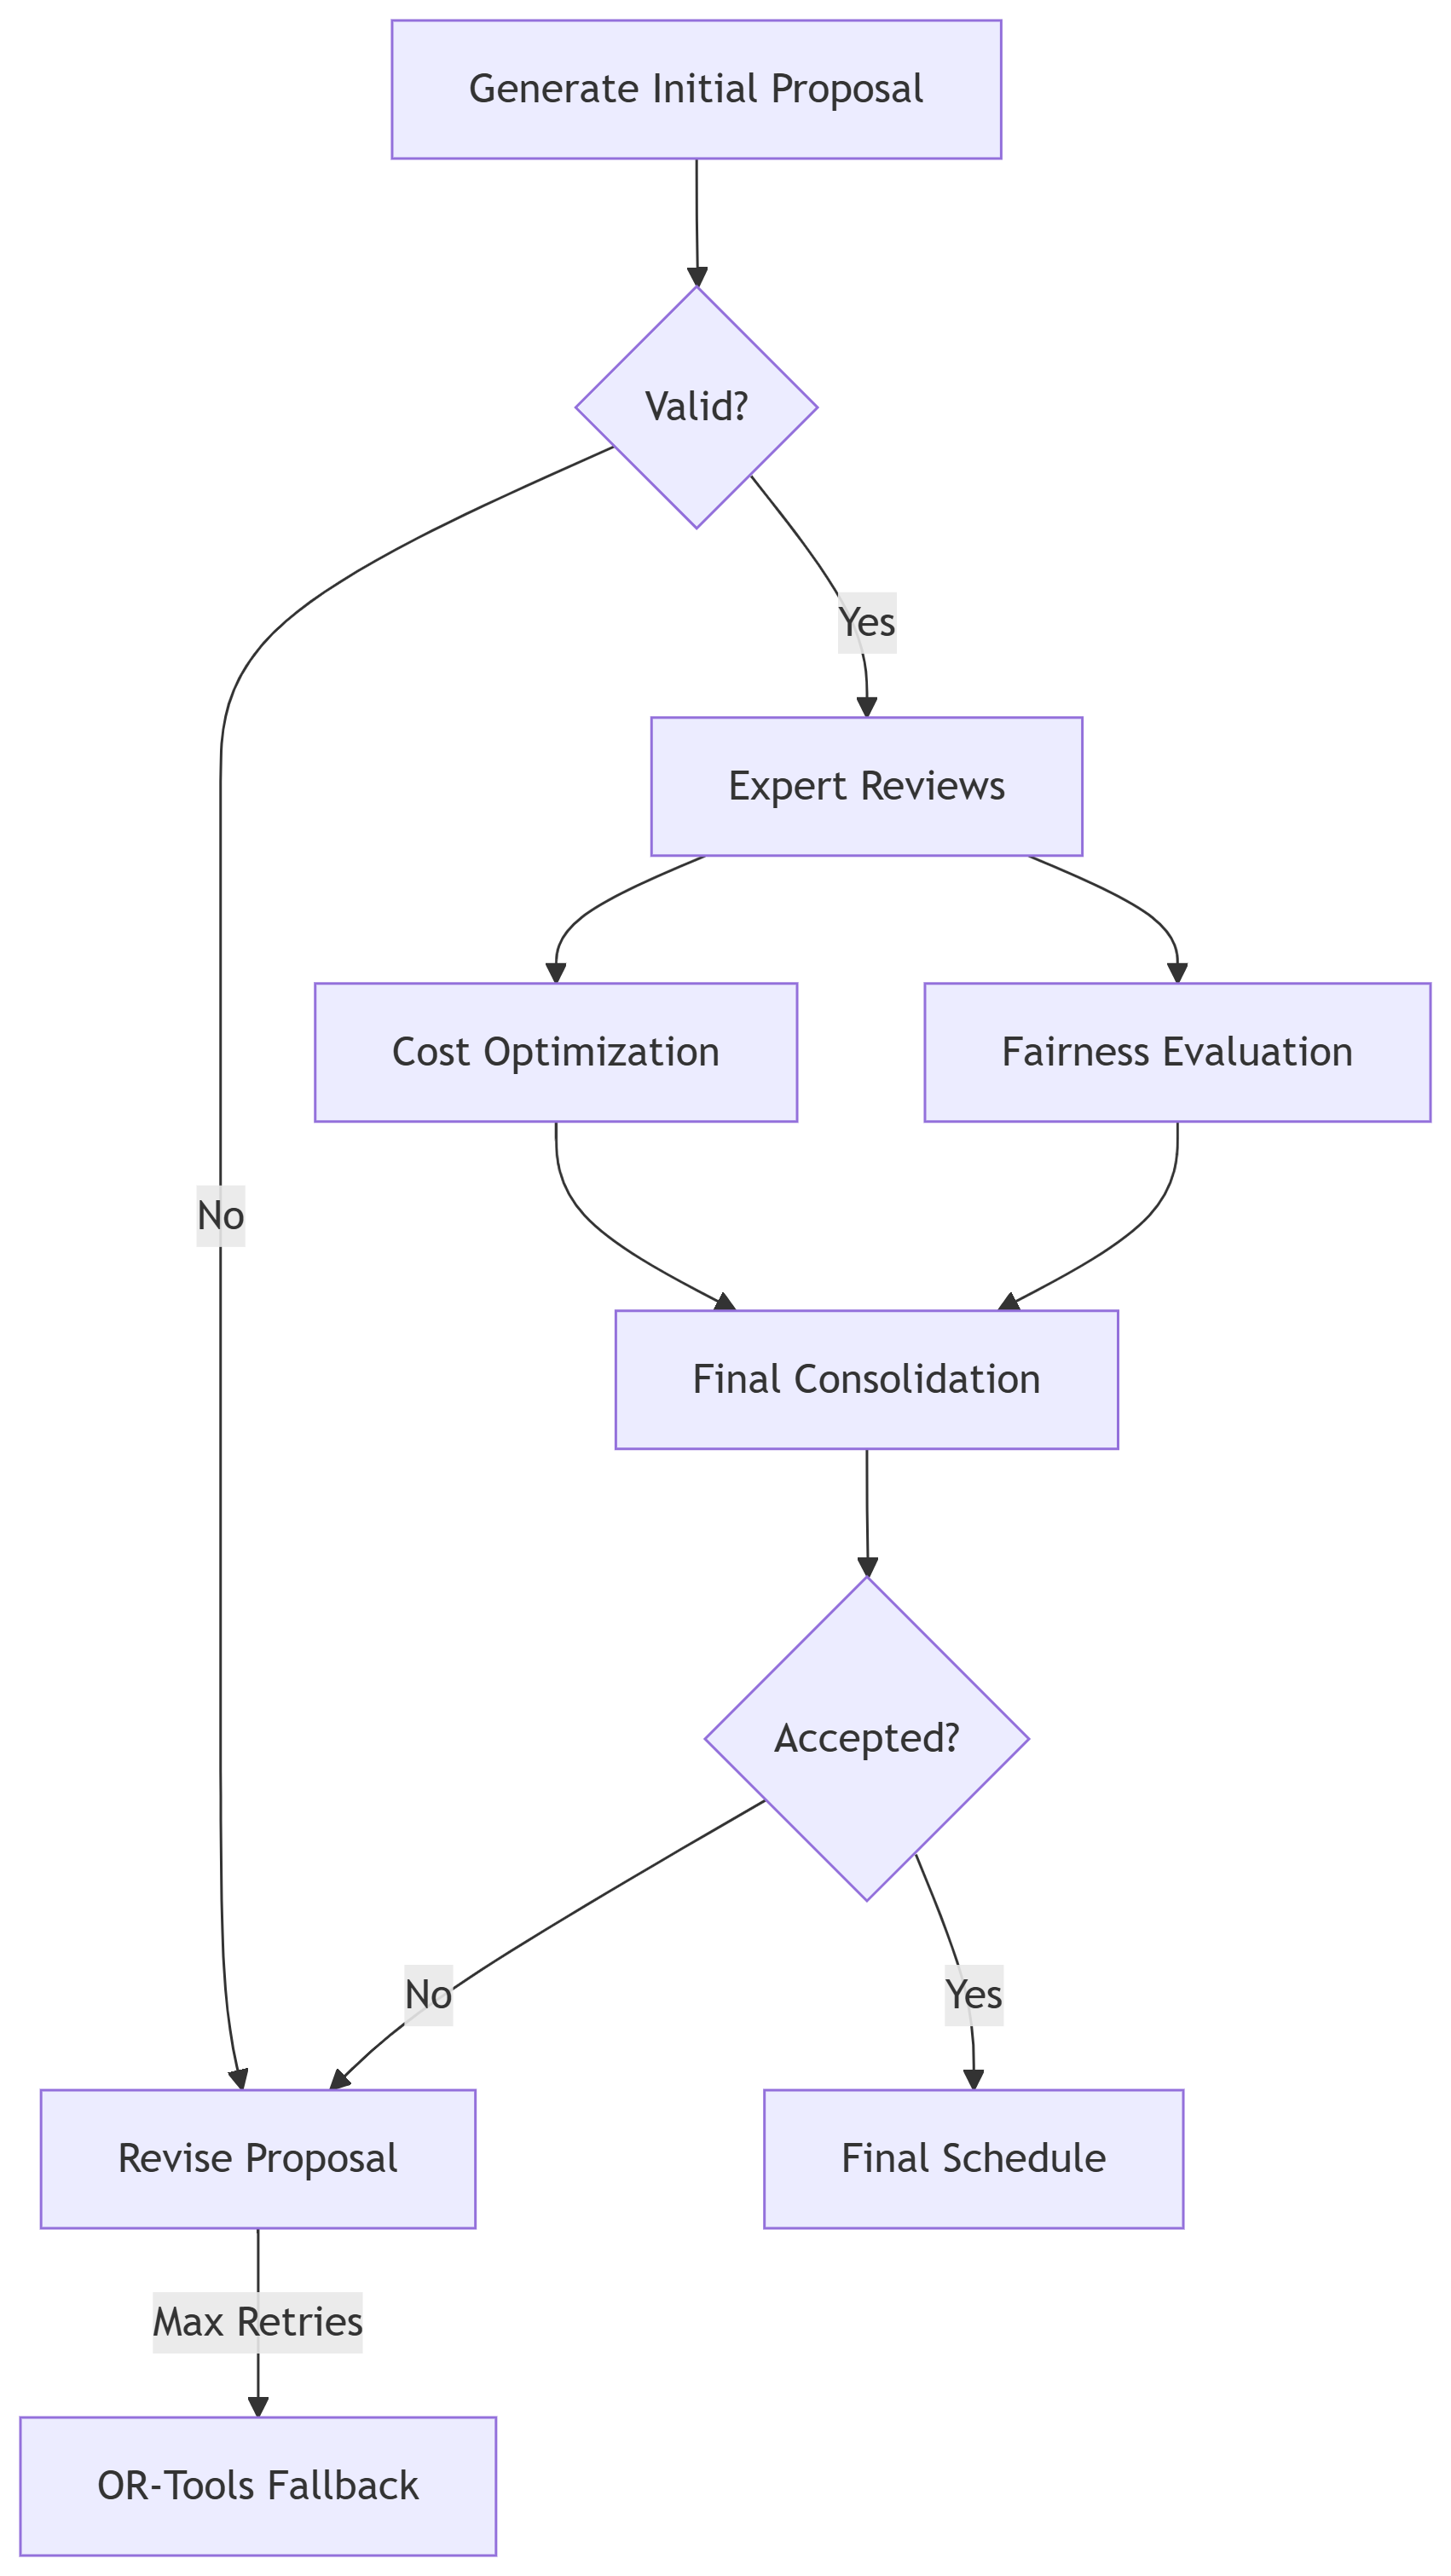 Generate Initial Proposal
Valid?
Yes
Expert Reviews
Cost Optimization
Fairness Evaluation
No
Final Consolidation
Accepted?
No
Yes
Revise Proposal
Final Schedule
Max Retries
OR-Tools Fallback